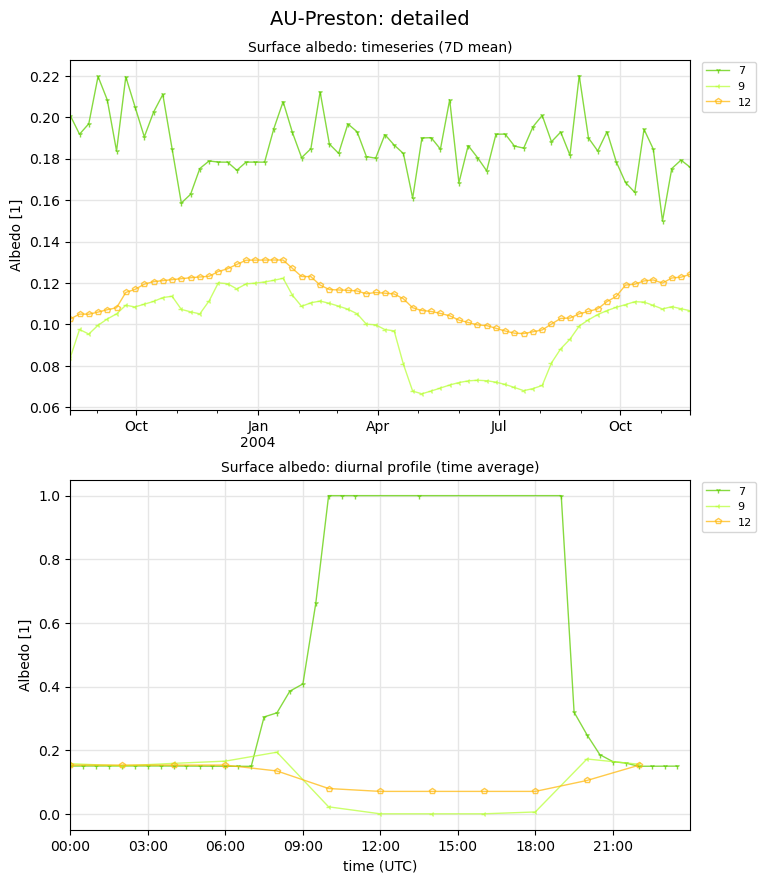 AU-Preston: detailed
Surface albedo: timeseries (7D mean)
7
9
12
Albedo [1]
0.22
0.20
0.18
0.16
0.14
0.12
0.10
0.08
0.06
Oct
Jan
2004
Apr
Jul
Oct
Surface albedo: diurnal profile (time average)
7
9
12
Albedo [1]
1.0
0.8
0.6
0.4
0.2
0.0
00:00
03:00
06:00
09:00
12:00
15:00
18:00
21:00
time (UTC)